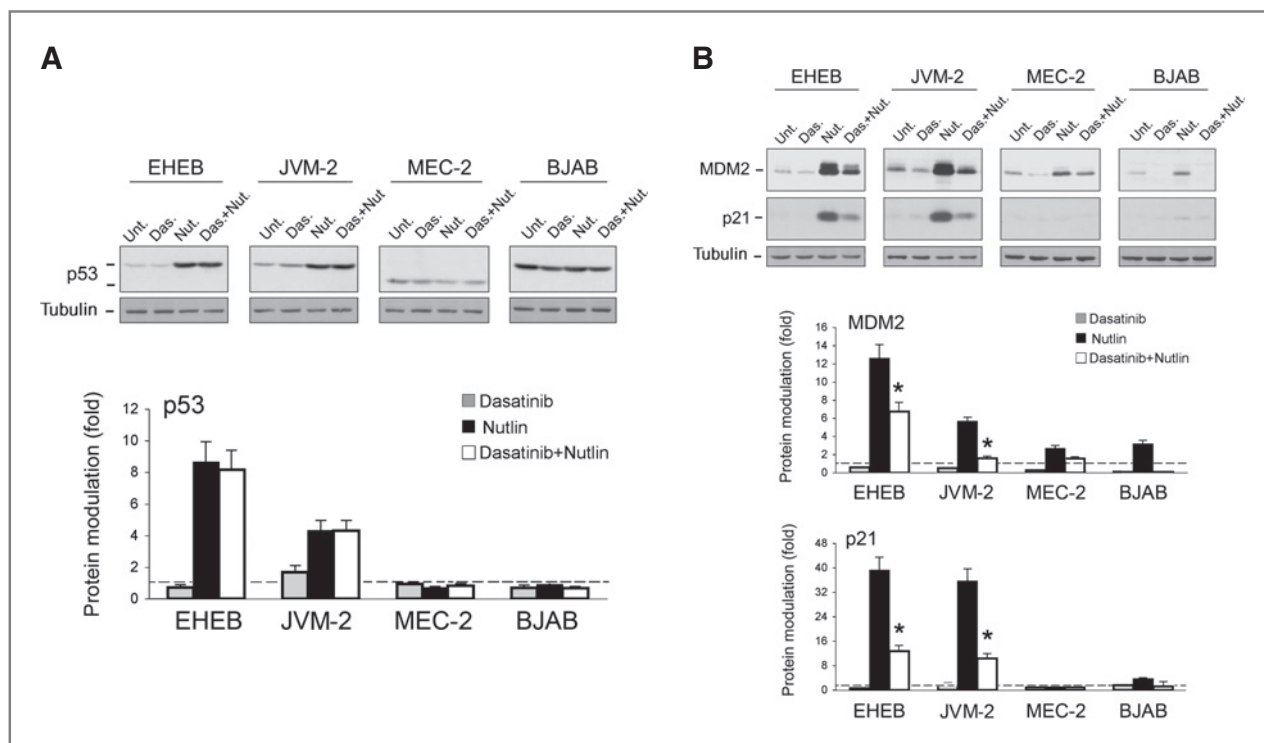 A
EHEB JVM-2 MEC-2 BJAB
Unt. Das. Nut. Das.+Nut. Unt. Das. Nut. Das.+Nut Unt. Das. Nut. Das.+Nut. Unt. Das. Nut. Das.+Nut.
p53
Tubulin
p53
Dasatinib
Nutlin
Dasatinib+Nutlin
Protein modulation (fold)
12
10
8
6
4
2
0
EHEB JVM-2 MEC-2 BJAB
B
EHEB JVM-2 MEC-2 BJAB
Unt. Das. Nut. Das.+Nut. Unt. Das. Nut. Das.+Nut. Unt. Das. Nut. Das.+Nut. Unt. Das. Nut. Das.+Nut.
MDM2
p21
Tubulin
MDM2
Dasatinib
Nutlin
Dasatinib+Nutlin
Protein modulation (fold)
16
14
12
10
8
6
4
2
0
* *
EHEB JVM-2 MEC-2 BJAB
p21
Protein modulation (fold)
48
40
32
24
16
8
0
* *
EHEB JVM-2 MEC-2 BJAB